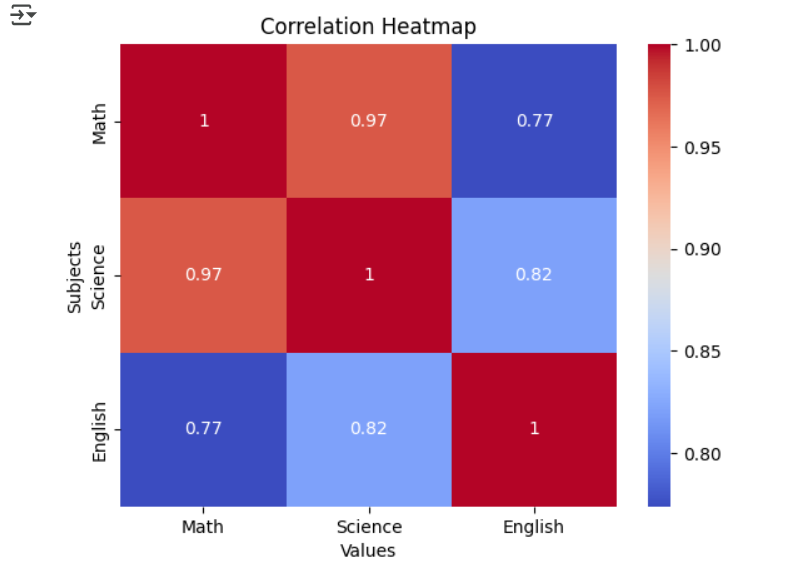 Correlation Heatmap
Math 1 0.97 0.77
Science 0.97 1 0.82
English 0.77 0.82 1
Subjects
Math Science English
Values
1.00
0.95
0.90
0.85
0.80